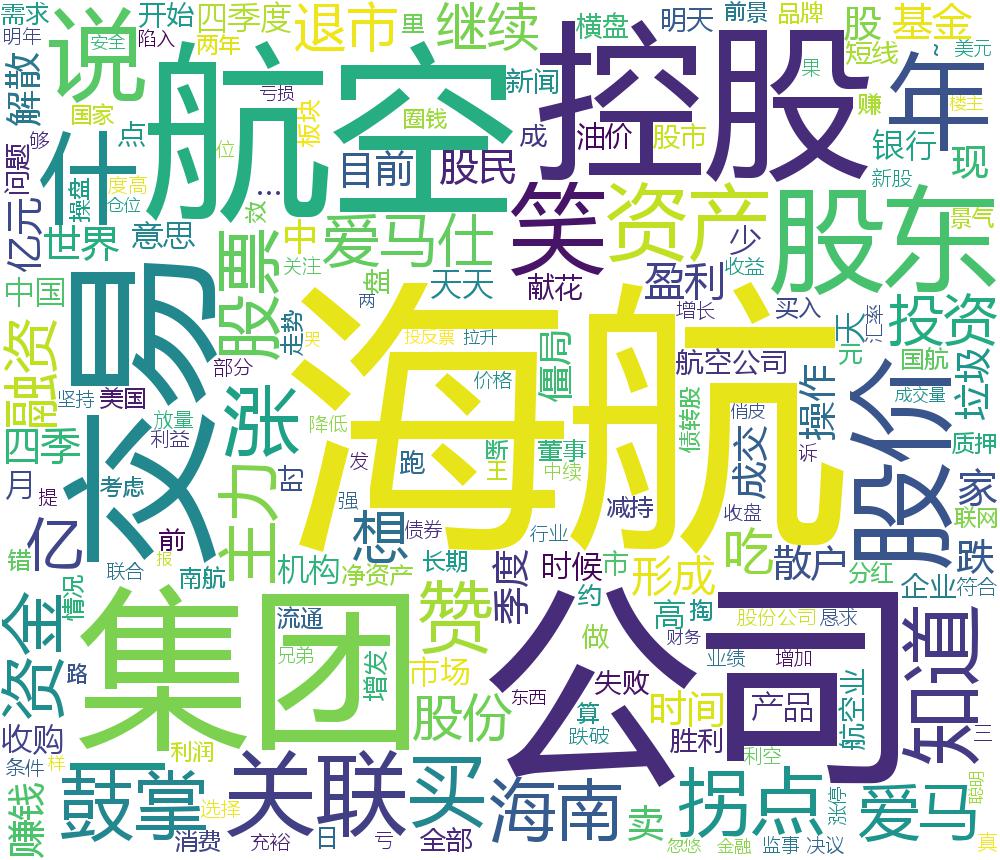 需求
开始
四季度
退市
继续
横盘
明天
前景
品牌
股
基金
明年
安全
陷入
两年
里
新闻
短线
美元
说
航空
控股
年
解散
国家
亏损
板块
圈钱
成
油价
股市
果
赚
银行
楼主
够
什
点
位
目前
股民
新股
现
问题
操盘
度高
仓位
...
效
爱马仕
笑
资产
少
股东
景气
亿元
世界
意思
股票
中
关注
盘
天天
献花
盈利
收益
中国
交易
两
海航
增长
买入
元
天
汇率
投资
融资
走势
哭
投反票
拉升
僵局
航空公司
国航
部分
价格
股价
成交量
垃圾
坚持
美国
放量
涨
降低
债转股
俏皮
操作
四季
利益
断
董事
成交
诉
质押
月
提
考虑
主力
时
发
跑
王
中续
家
亿
强
减持
收盘
联网
前
想
债券
行业
吃
散户
跌
错
联合
报
南航
机构
净资产
长期
季度
时候
市
形成
分红
企业
符合
资金
情况
集团
流通
赞
公司
约
高
掏
股份公司
恳求
知道
路
兄弟
增发
做
财务
市场
股份
东西
失败
时间
业绩
增加
产品
航空业
收购
利润
算
胜利
三
条件
样
关联
买
海南
跌破
利空
赚钱
鼓掌
选择
卖
拐点
涨停
爱马
聪明
消费
充裕
日
亏
全部
忽悠
金融
监事
决议
真